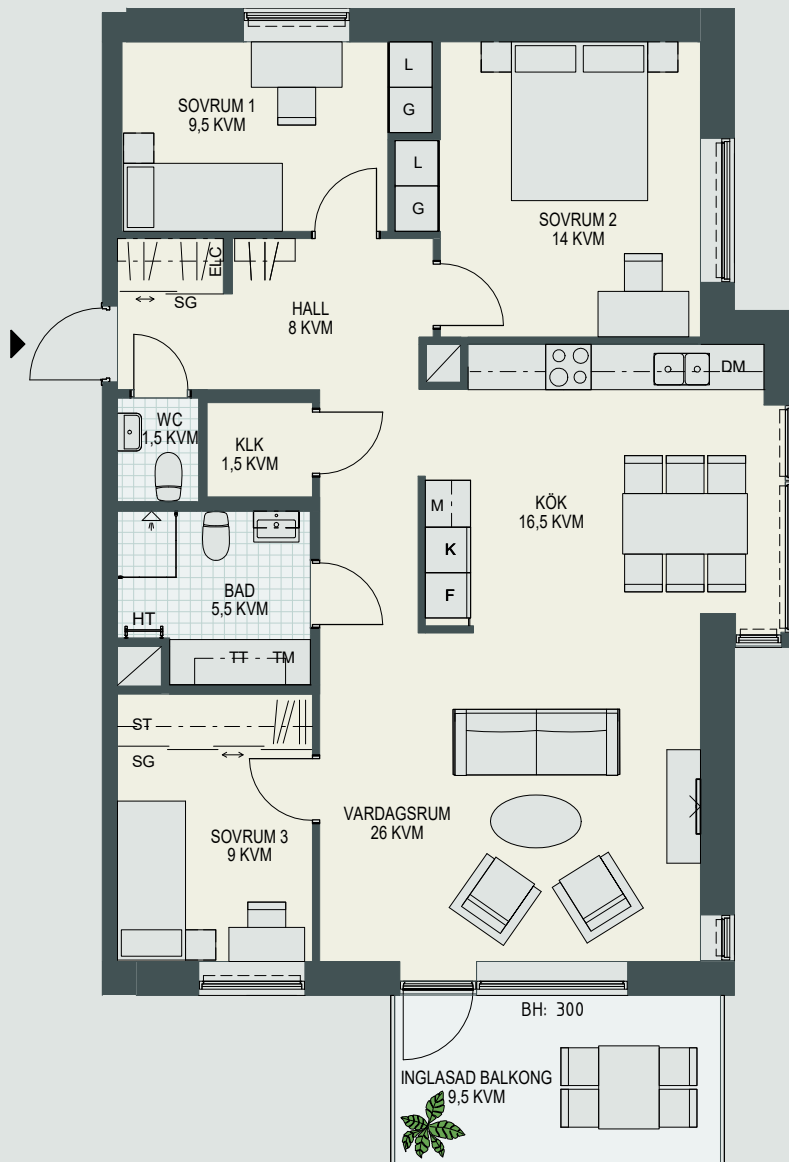 L
SOVRUM 1
9,5 KVM
G
L
G
SOVRUM 2
14 KVM
ELC
SG
HALL
8 KVM
DM
WC
1,5 KVM
KLK
1,5 KVM
M
KÖK
16,5 KVM
K
F
BAD
5,5 KVM
HT
TT TM
ST
SG
VARDAGSRUM
26 KVM
SOVRUM 3
9 KVM
BH: 300
INGLASAD BALKONG
9,5 KVM